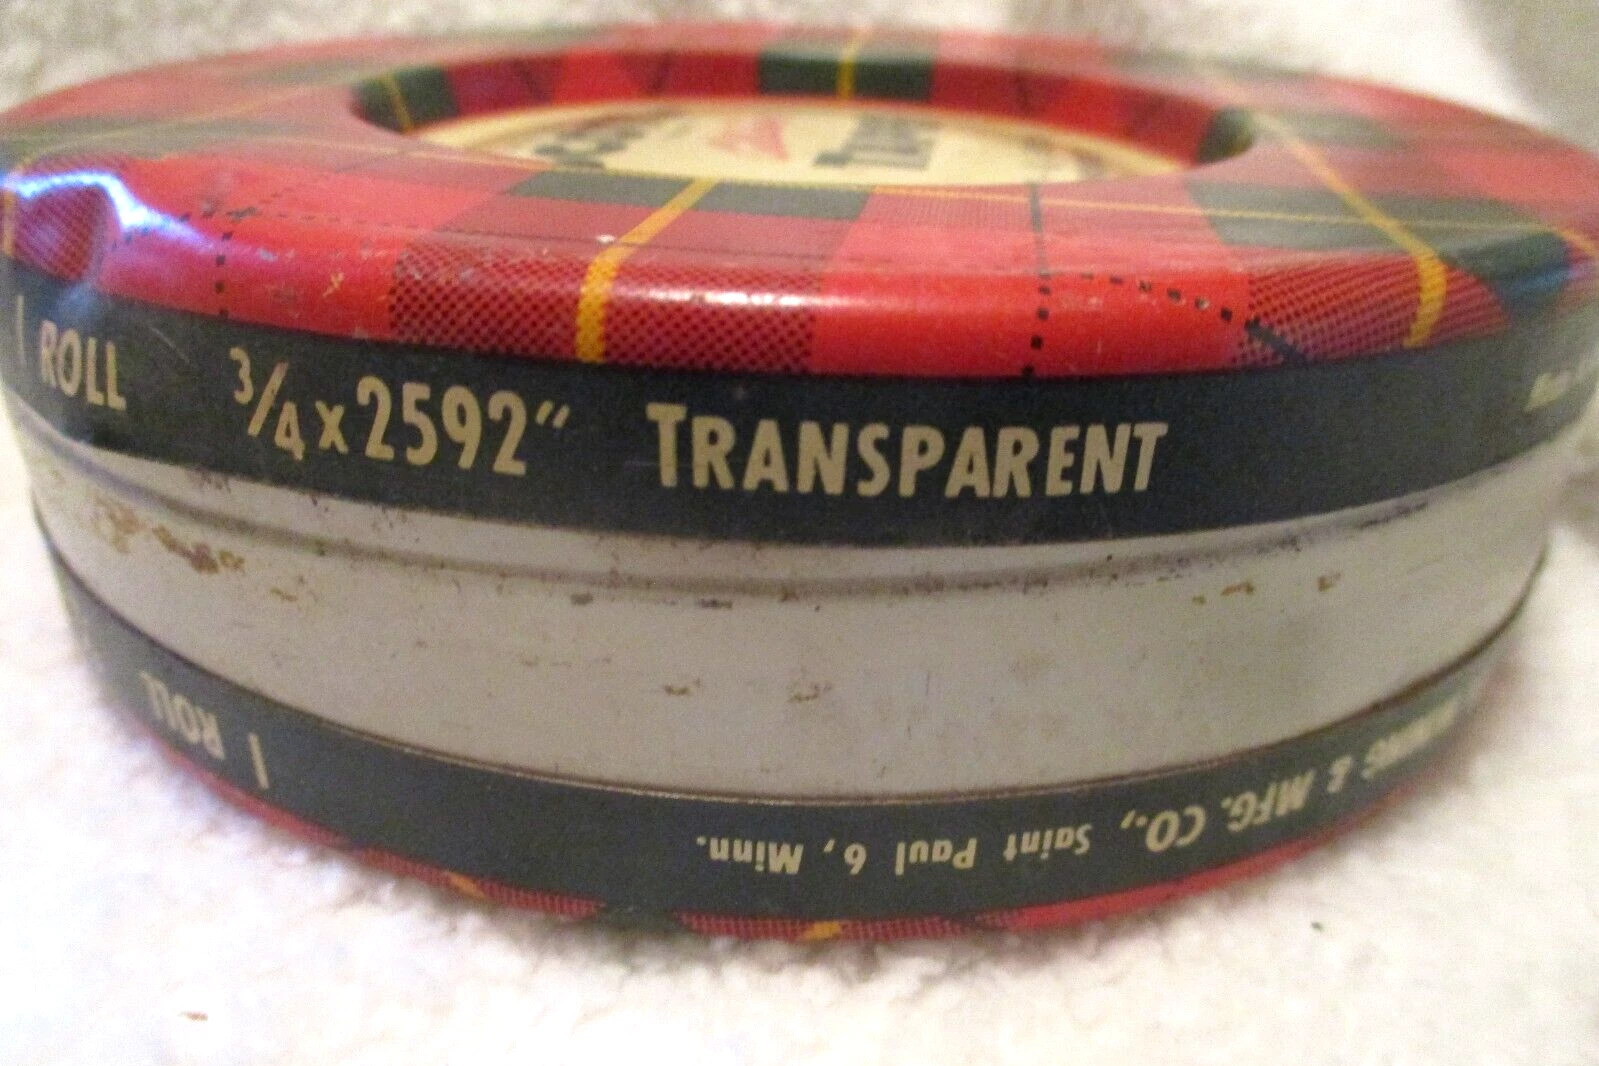 1 ROLL 3/4 x 2592" TRANSPARENT
1 ROLL
& MFG. CO., Saint Paul 6, Minn.